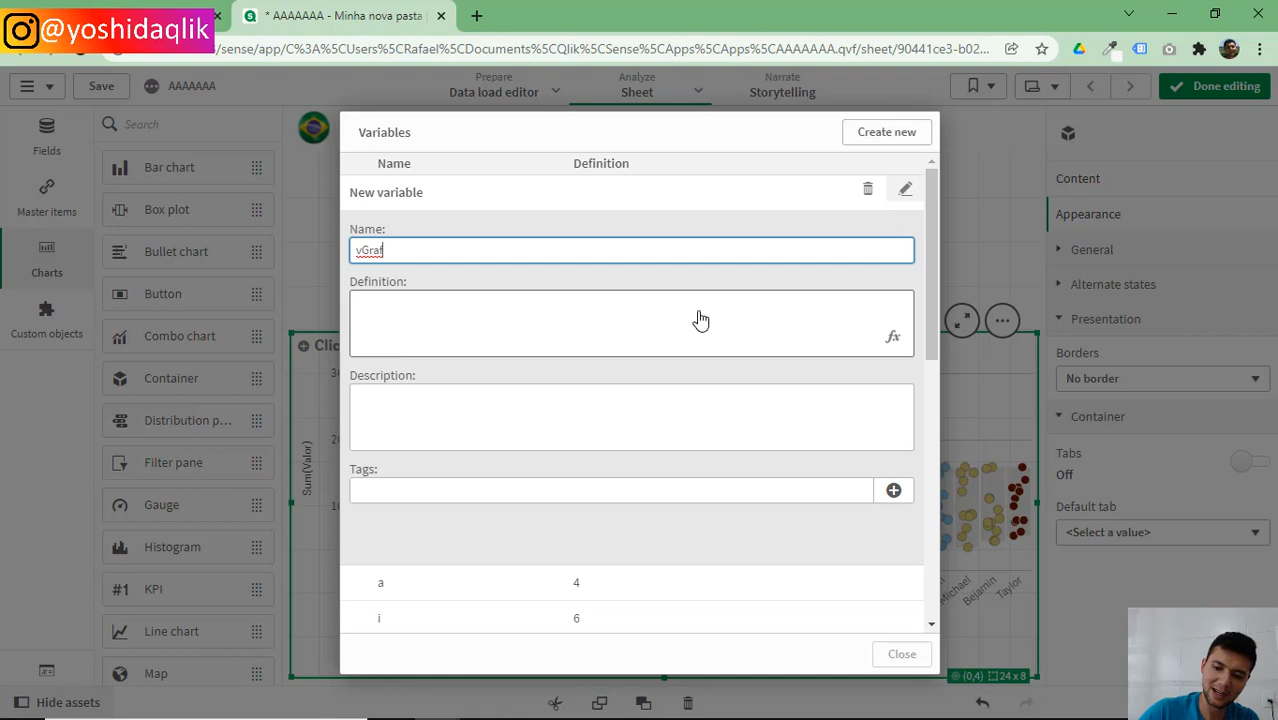 @yoshidaqlik
* AAAAAAA - Minha nova pasta
sense/app/C%3A%5CUsers%5CRafael%5CDocuments%5CQlik%5CSense%5CApps%5CApps%5CAAAAAAA.qvf/sheet/90441ce3-b02...
Save
AAAAAAA
Prepare
Data load editor
Analyze
Sheet
Narrate
Storytelling
Done editing
Fields
Master items
Charts
Custom objects
Search
Bar chart
Box plot
Bullet chart
Button
Combo chart
Container
Distribution p...
Filter pane
Gauge
Histogram
#1 KPI
Line chart
Map
Hide assets
Clic
Sum(Valor)
Variables
Create new
Name
Definition
New variable
Name:
vGraf
Definition:
fx
Description:
Tags:
a
4
i
6
Close
Michael
Bejamin
Taylor
(0,4) 24 x 8
Content
Appearance
General
Alternate states
Presentation
Borders
No border
Container
Tabs
Off
Default tab
<Select a value>